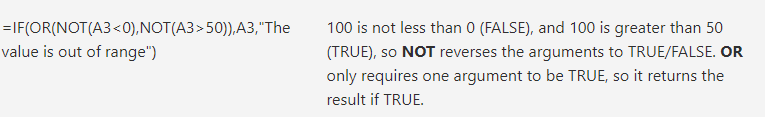 =IF(OR(NOT(A3<0),NOT(A3>50)),A3,"The
value is out of range")
100 is not less than 0 (FALSE), and 100 is greater than 50
(TRUE), so NOT reverses the arguments to TRUE/FALSE. OR
only requires one argument to be TRUE, so it returns the
result if TRUE.